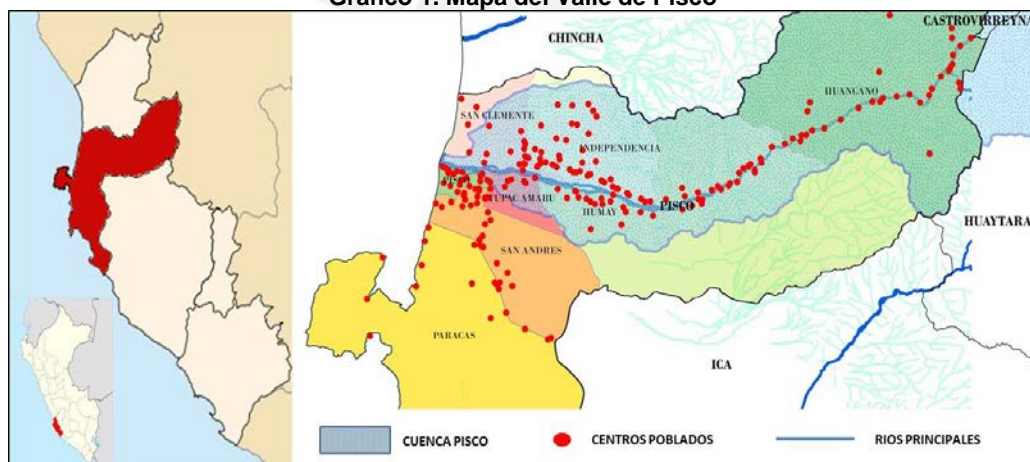 Gráfico 1. Mapa del Valle de Pisco
CASTROVIRREYNA
CHINCHA
HUANCANO
SAN CLEMENTE
INDEPENDENCIA
PISCO
TUPAC AMARU
HUMAY
PISCO
HUAYTARA
SAN ANDRES
PARACAS
ICA
CUENCA PISCO
CENTROS POBLADOS
RIOS PRINCIPALES